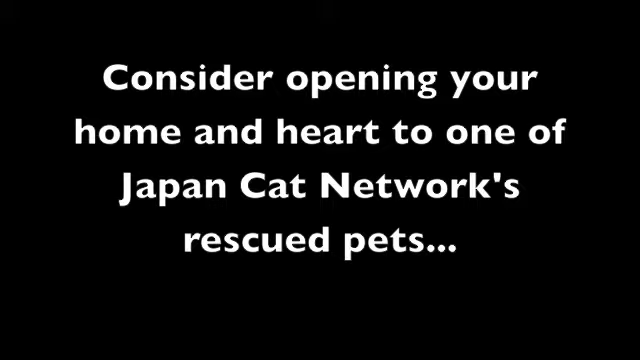 Consider opening your
home and heart to one of
Japan Cat Network's
rescued pets...